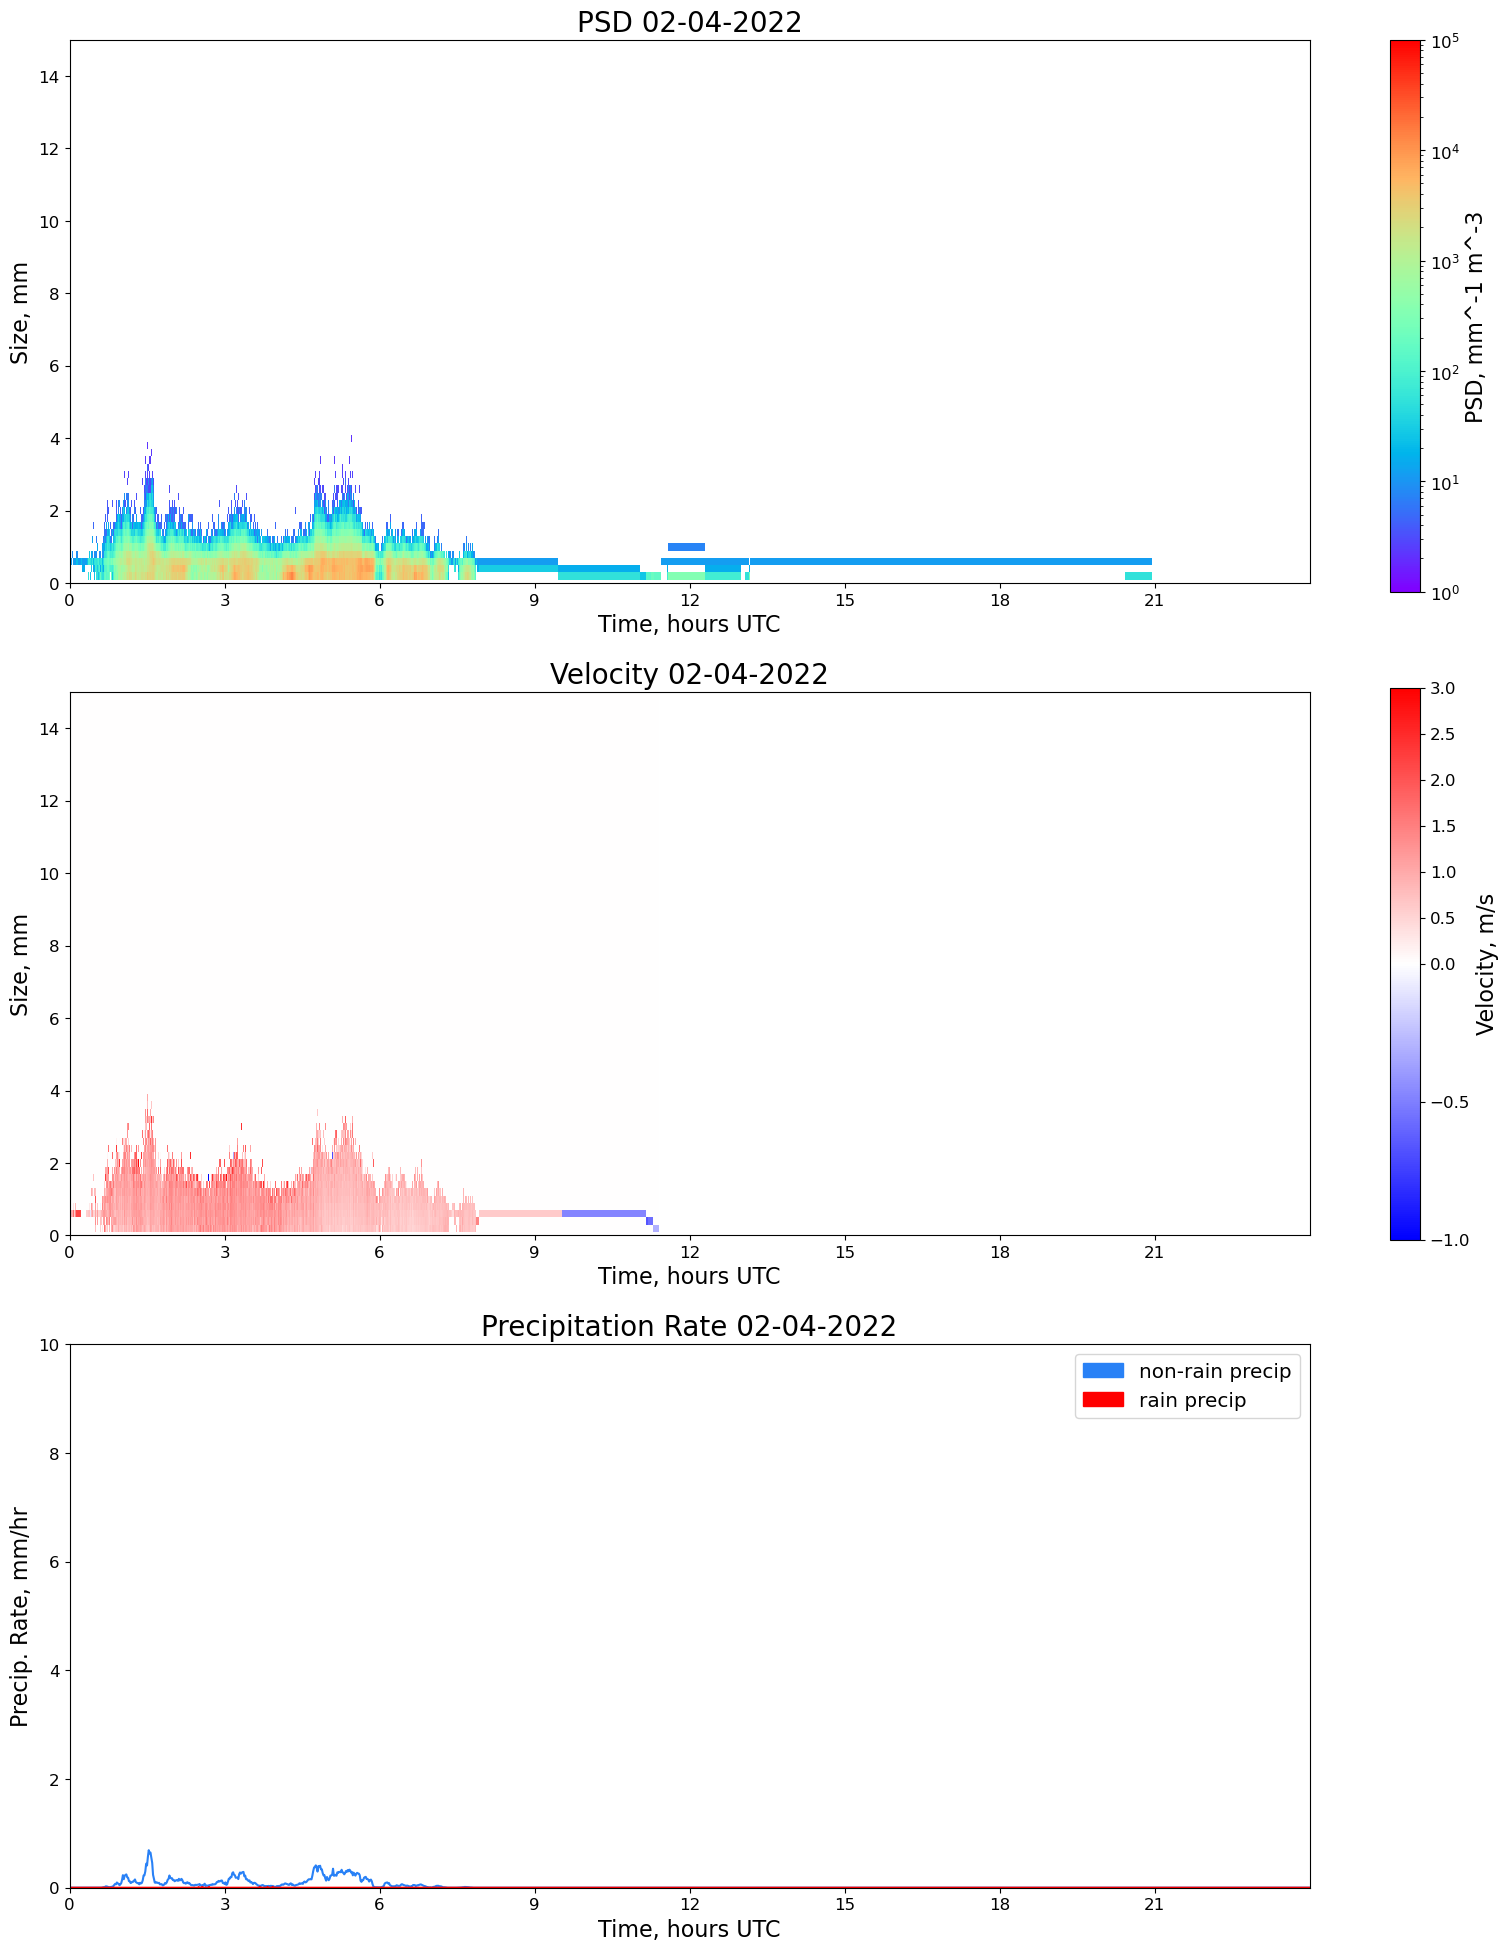 PSD 02-04-2022
14
12
10
8
6
4
2
0
Size, mm
0 3 6 9 12 15 18 21
Time, hours UTC
10^5
10^4
10^3
10^2
10^1
10^0
PSD, mm^-1 m^-3
Velocity 02-04-2022
14
12
10
8
6
4
2
0
Size, mm
0 3 6 9 12 15 18 21
Time, hours UTC
3.0
2.5
2.0
1.5
1.0
0.5
0.0
−0.5
−1.0
Velocity, m/s
Precipitation Rate 02-04-2022
10
8
6
4
2
0
Precip. Rate, mm/hr
non-rain precip
rain precip
0 3 6 9 12 15 18 21
Time, hours UTC